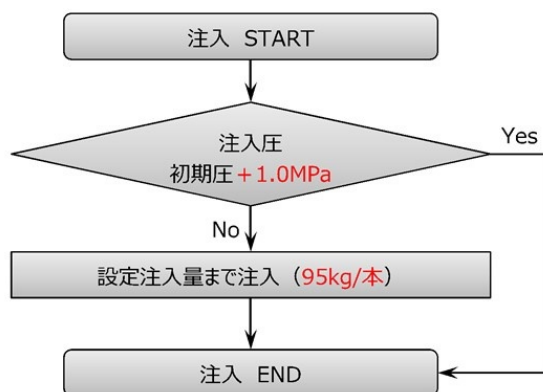 注入 START
注入圧
初期圧+1.0MPa
Yes
No
設定注入量まで注入（95kg/本）
注入 END